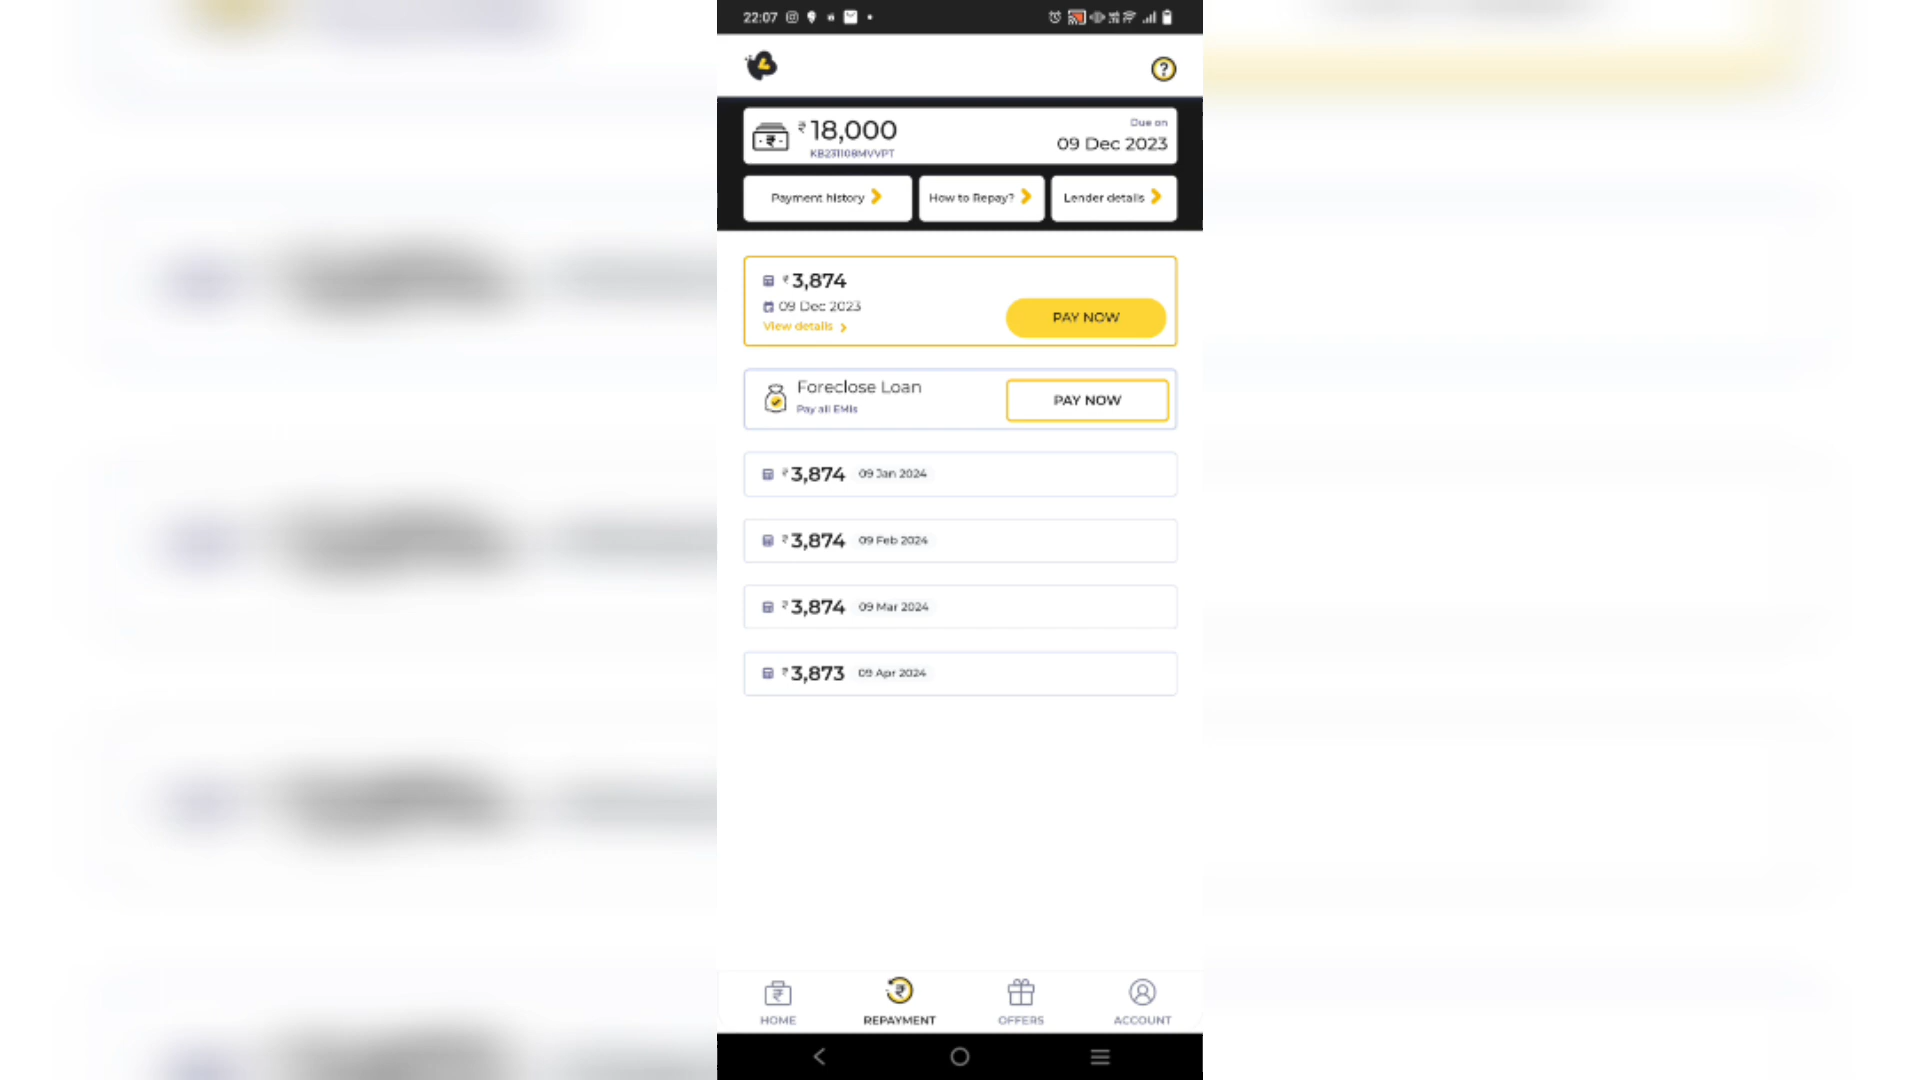 22:07
₹18,000
KB231108MVVPT
Due on
09 Dec 2023
Payment history
How to Repay?
Lender details
₹3,874
09 Dec 2023
View details
PAY NOW
Foreclose Loan
Pay all EMIs
PAY NOW
₹3,874 09 Jan 2024
₹3,874 09 Feb 2024
₹3,874 09 Mar 2024
₹3,873 09 Apr 2024
HOME
REPAYMENT
OFFERS
ACCOUNT